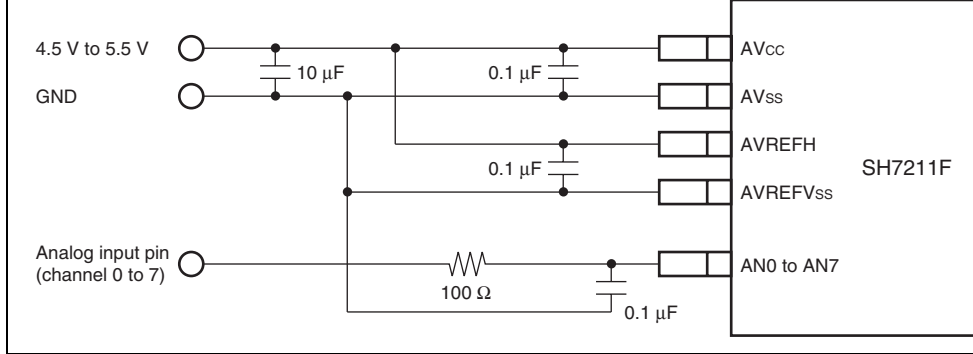 4.5 V to 5.5 V
AVcc
10 μF
0.1 μF
GND
AVss
AVREFH
0.1 μF
SH7211F
AVREFVss
Analog input pin
(channel 0 to 7)
AN0 to AN7
100 Ω
0.1 μF